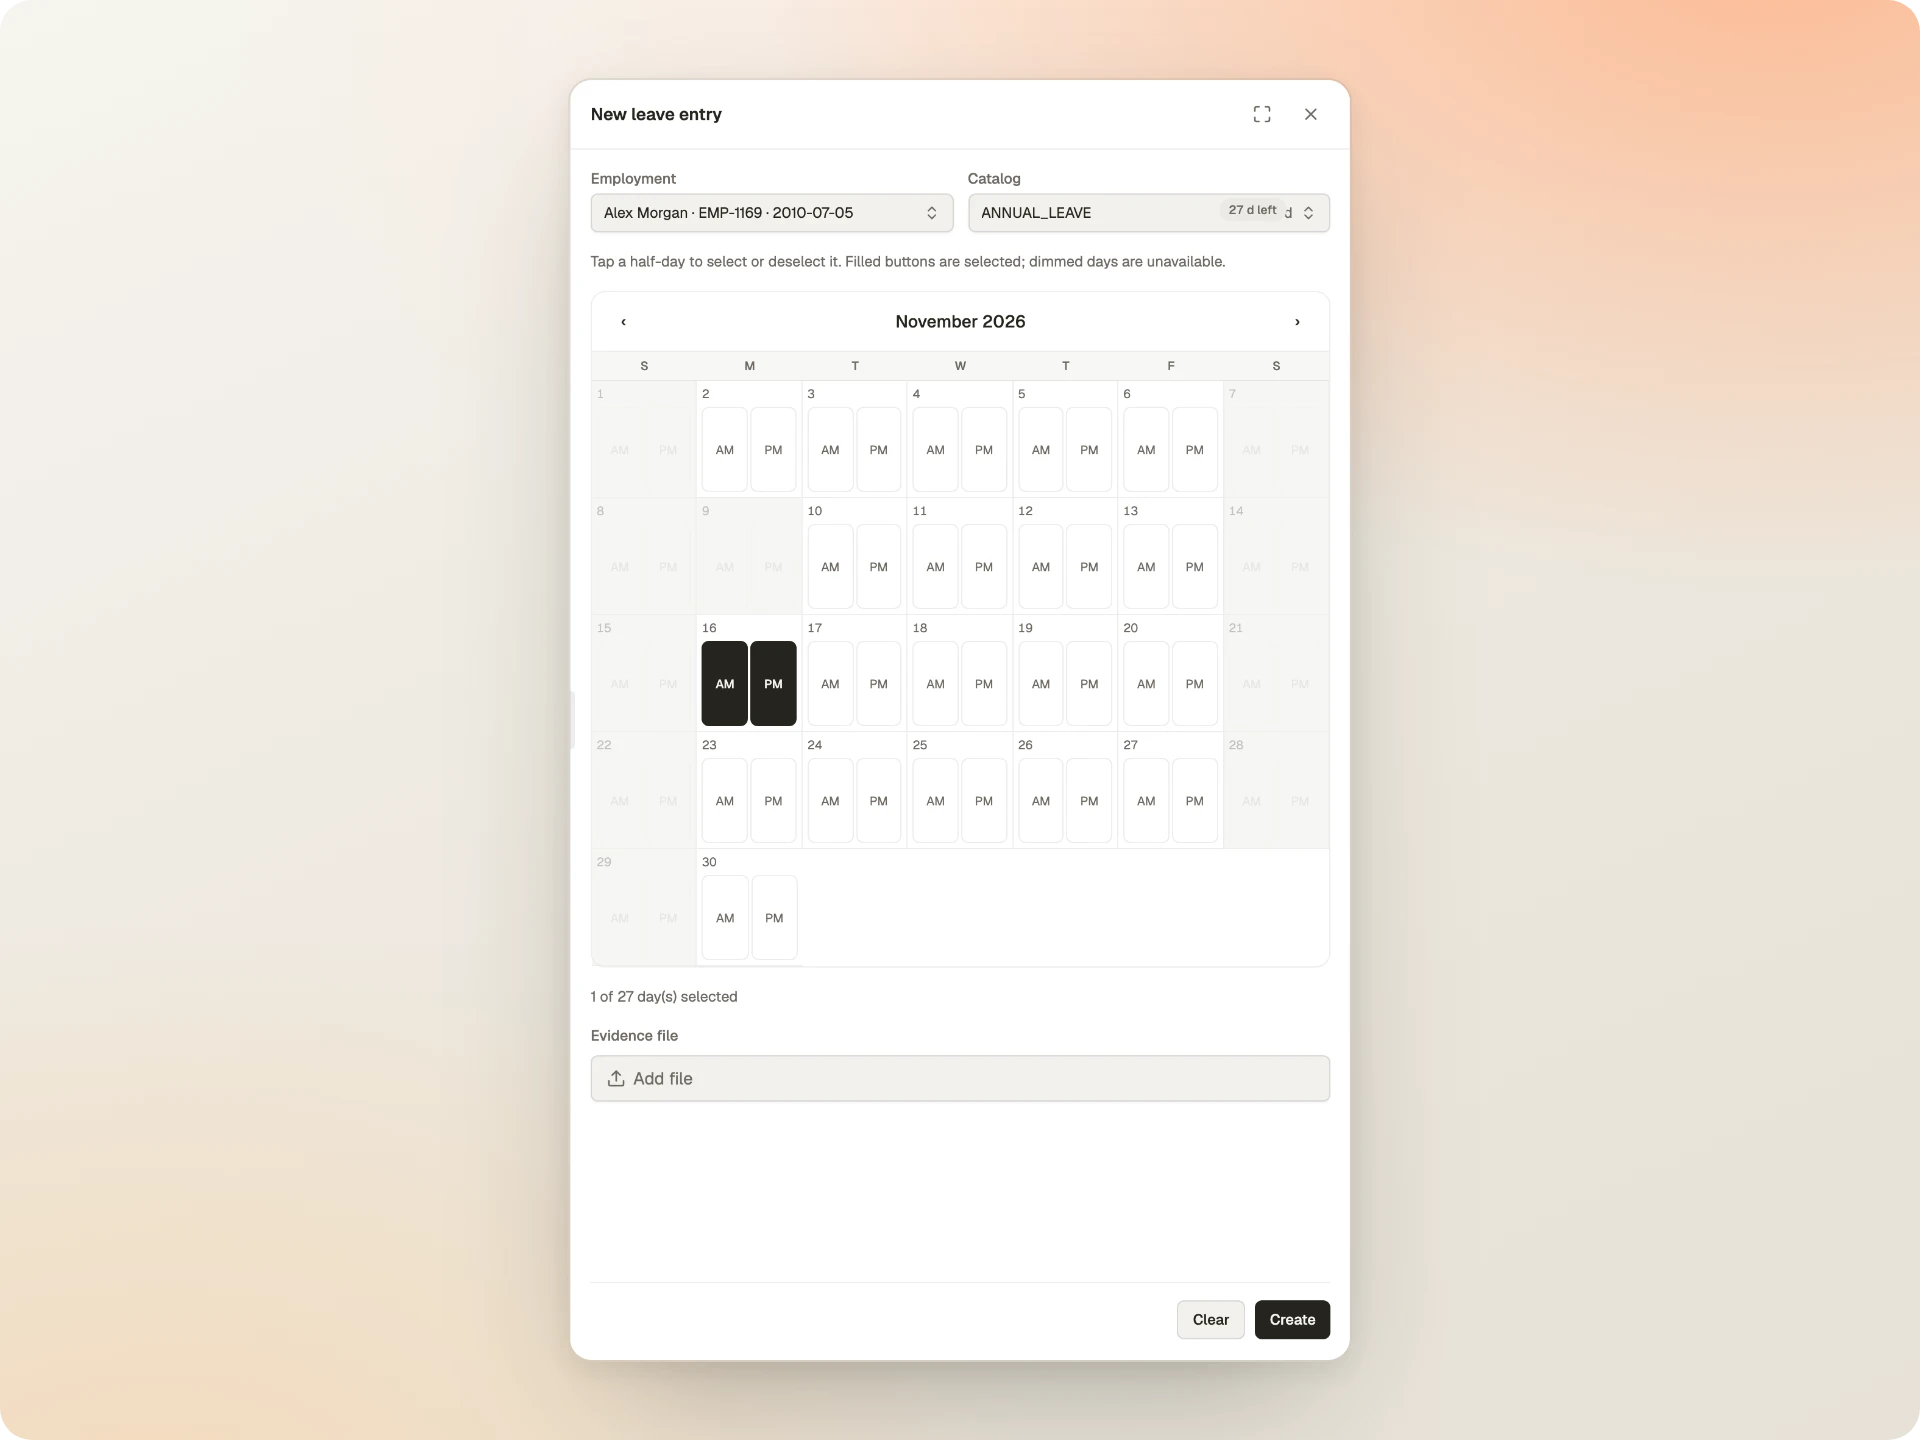 New leave entry
Employment
Catalog
Alex Morgan · EMP-1169 · 2010-07-05
ANNUAL_LEAVE
27 d left
d
Tap a half-day to select or deselect it. Filled buttons are selected; dimmed days are unavailable.
‹ November 2026 ›
S M T W T F S
1 2 3 4 5 6 7
AM PM AM PM AM PM AM PM AM PM AM PM AM PM
8 9 10 11 12 13 14
AM PM AM PM AM PM AM PM AM PM AM PM AM PM
15 16 17 18 19 20 21
AM PM AM PM AM PM AM PM AM PM AM PM AM PM
22 23 24 25 26 27 28
AM PM AM PM AM PM AM PM AM PM AM PM AM PM
29 30
AM PM AM PM
1 of 27 day(s) selected
Evidence file
Add file
Clear
Create